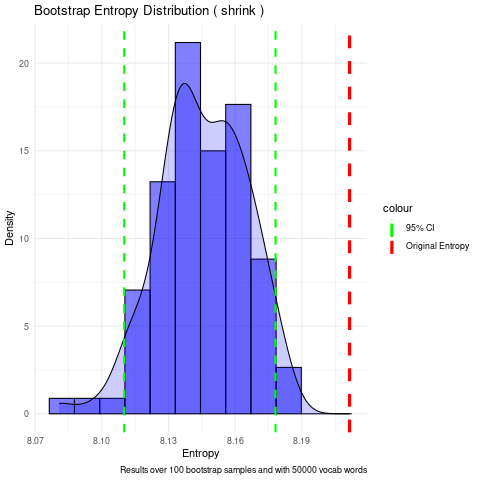 Bootstrap Entropy Distribution ( shrink )
20
15
10
5
0
Density
8.07 8.10 8.13 8.16 8.19
Entropy
colour
95% CI
Original Entropy
Results over 100 bootstrap samples and with 50000 vocab words